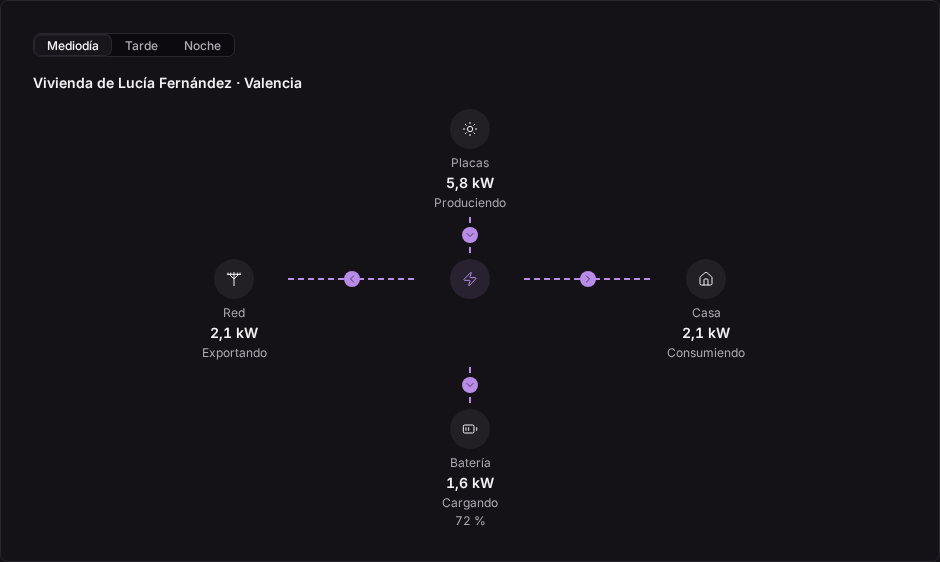 Mediodía Tarde Noche
Vivienda de Lucía Fernández · Valencia
Placas
5,8 kW
Produciendo
Red
2,1 kW
Exportando
Casa
2,1 kW
Consumiendo
Batería
1,6 kW
Cargando
72 %